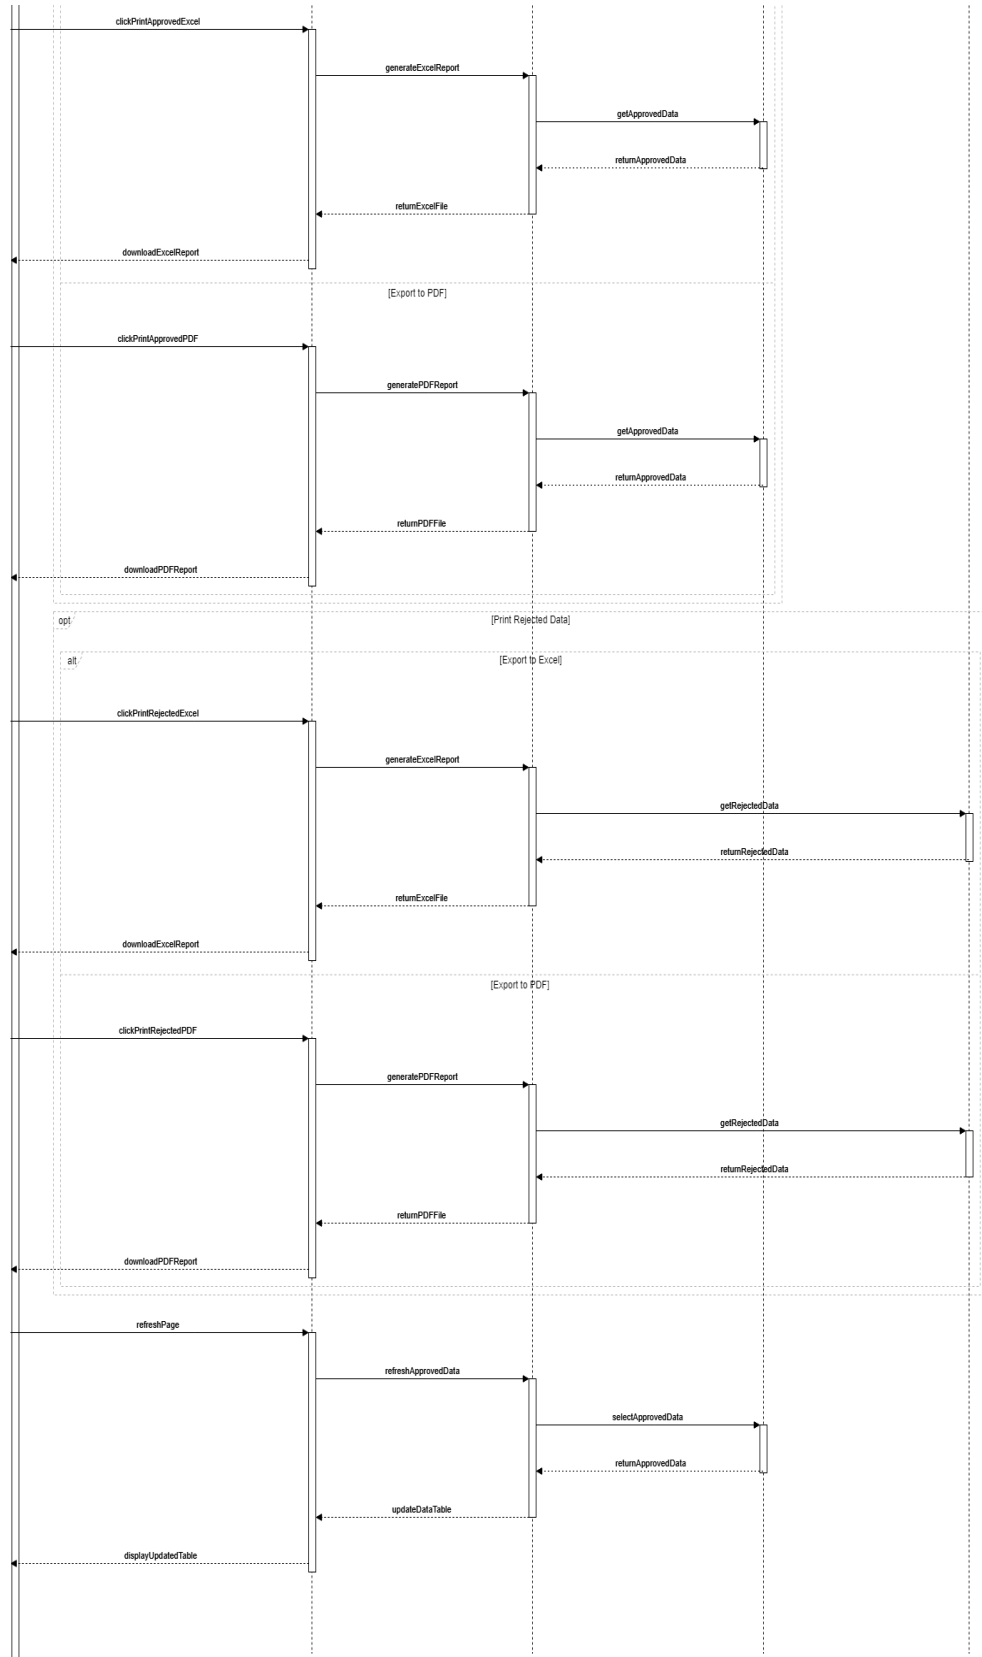 clickPrintApprovedExcel
generateExcelReport
getApprovedData
returnApprovedData
returnExcelFile
downloadExcelReport
[Export to PDF]
clickPrintApprovedPDF
generatePDFReport
getApprovedData
returnApprovedData
returnPDFFile
downloadPDFReport
opt [Print Rejected Data]
alt [Export to Excel]
clickPrintRejectedExcel
generateExcelReport
getRejectedData
returnRejectedData
returnExcelFile
downloadExcelReport
[Export to PDF]
clickPrintRejectedPDF
generatePDFReport
getRejectedData
returnRejectedData
returnPDFFile
downloadPDFReport
refreshPage
refreshApprovedData
selectApprovedData
returnApprovedData
updateDataTable
displayUpdatedTable